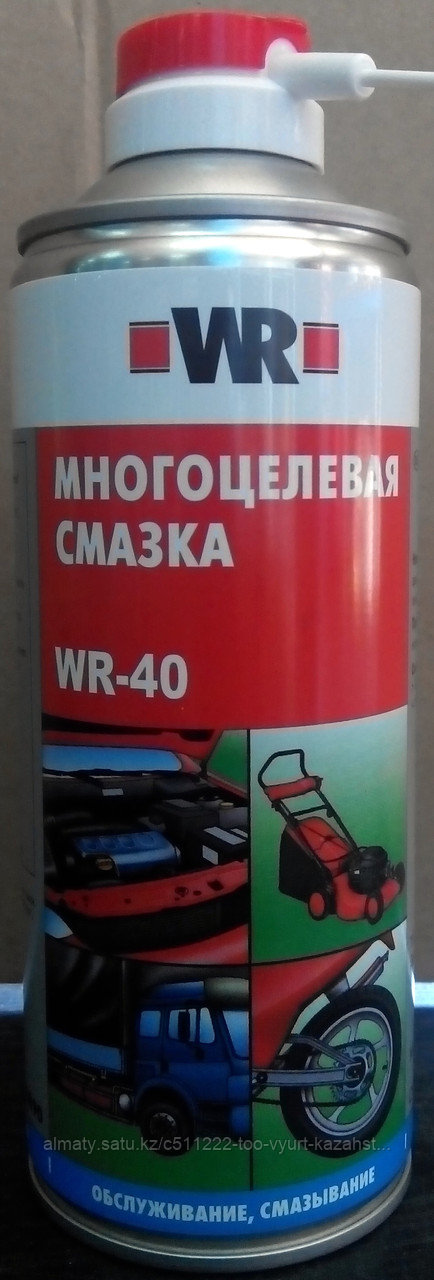 WR
МНОГОЦЕЛЕВАЯ
СМАЗКА
WR-40
almaty.satu.kz/c511222-too-vyurt-kazahst...
ОБСЛУЖИВАНИЕ, СМАЗЫВАНИЕ